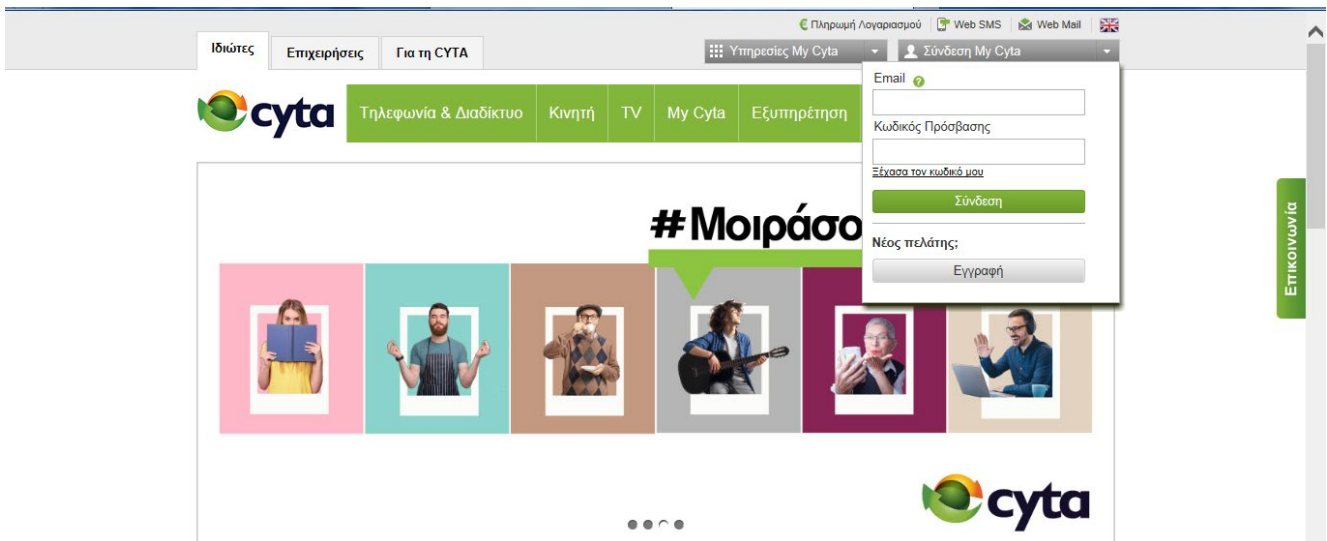 € Πληρωμή Λογαριασμού Web SMS Web Mail
Ιδιώτες Επιχειρήσεις Για τη CYTA Υπηρεσίες My Cyta Σύνδεση My Cyta
cyta Τηλεφωνία & Διαδίκτυο Κινητή TV My Cyta Εξυπηρέτηση
Email ?
Κωδικός Πρόσβασης
Ξέχασα τον κωδικό μου
Σύνδεση
Νέος πελάτης;
Εγγραφή
#Μοιράσο
Επικοινωνία
cyta